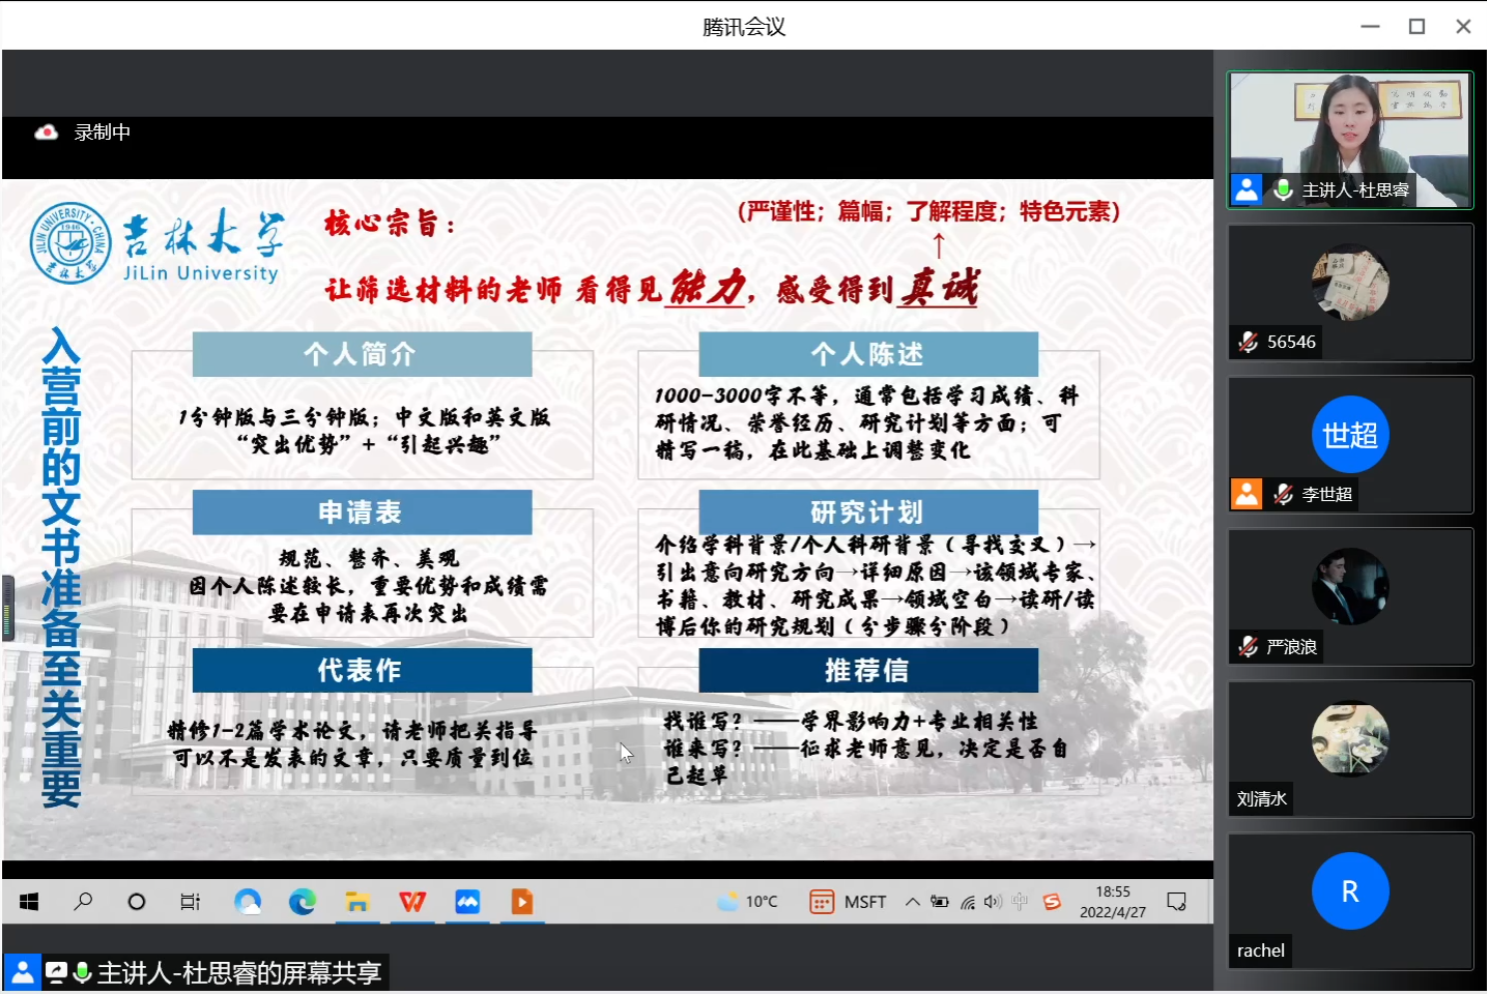 腾讯会议
录制中
吉林大学
JiLin University
JILIN UNIVERSITY·CHINA
1946
吉林大学
入营前的文书准备至关重要
核心宗旨：
（严谨性；篇幅；了解程度；特色元素）
让筛选材料的老师 看得见能力，感受得到真诚
个人简介
1分钟版与三分钟版；中文版和英文版
“突出优势”+“引起兴趣”
个人陈述
1000-3000字不等，通常包括学习成绩、科
研情况、荣誉经历、研究计划等方面；可
精写一稿，在此基础上调整变化
申请表
规范、整齐、美观
因个人陈述较长，重要优势和成绩需
要在申请表再次突出
研究计划
介绍学科背景/个人科研背景（寻找交叉）→
引出意向研究方向→详细原因→该领域专家、
书籍、教材、研究成果→领域空白→读研/读
博后你的研究规划（分步骤分阶段）
代表作
精修1-2篇学术论文，请老师把关指导
可以不是发表的文章，只要质量到位
推荐信
找谁写？——学界影响力+专业相关性
谁来写？——征求老师意见，决定是否自
己起草
10°C
MSFT
18:55
2022/4/27
主讲人-杜思睿的屏幕共享
主讲人-杜思睿
56546
世超
李世超
严浪浪
刘清水
R
rachel